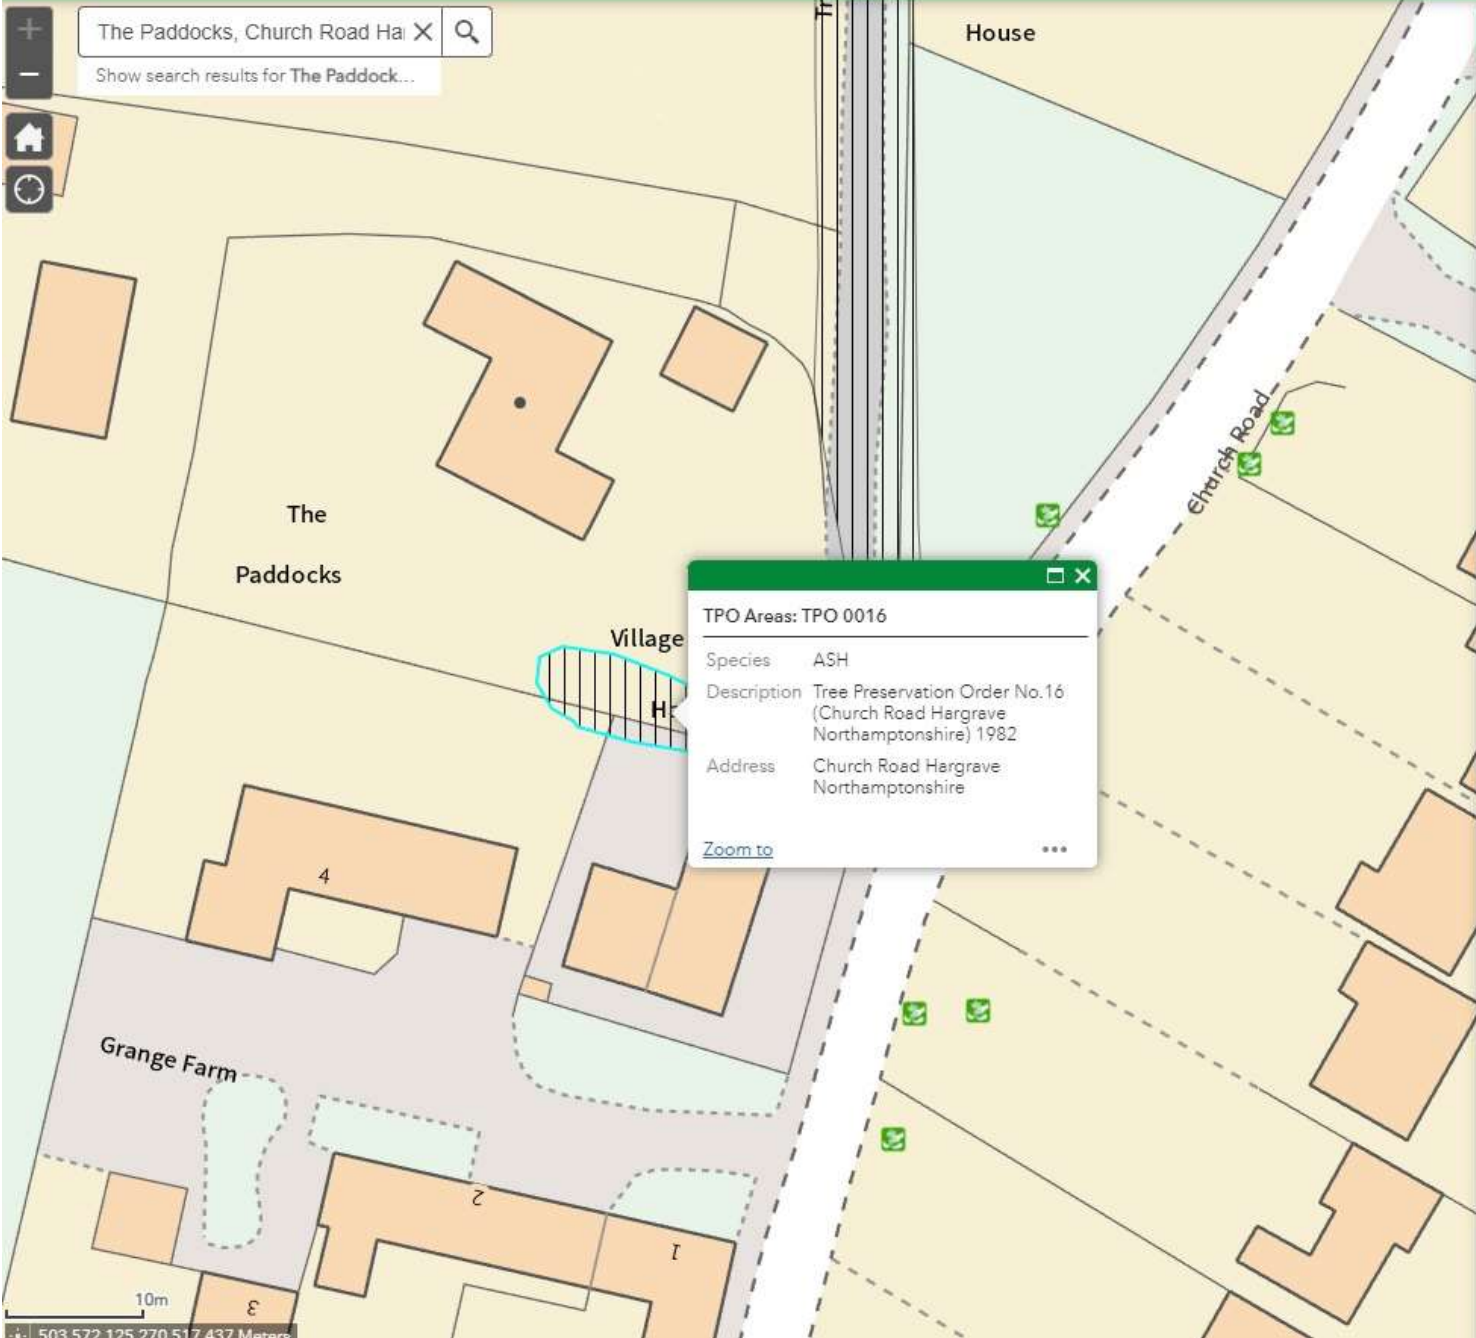 The Paddocks, Church Road Ha
Show search results for The Paddock...
Tr
House
Church Road
The
Paddocks
Village
H
TPO Areas: TPO 0016
Species ASH
Description Tree Preservation Order No.16
(Church Road Hargrave
Northamptonshire) 1982
Address Church Road Hargrave
Northamptonshire
Zoom to
4
Grange Farm
2
1
3
10m
503,572.125 270,517.437 Meters